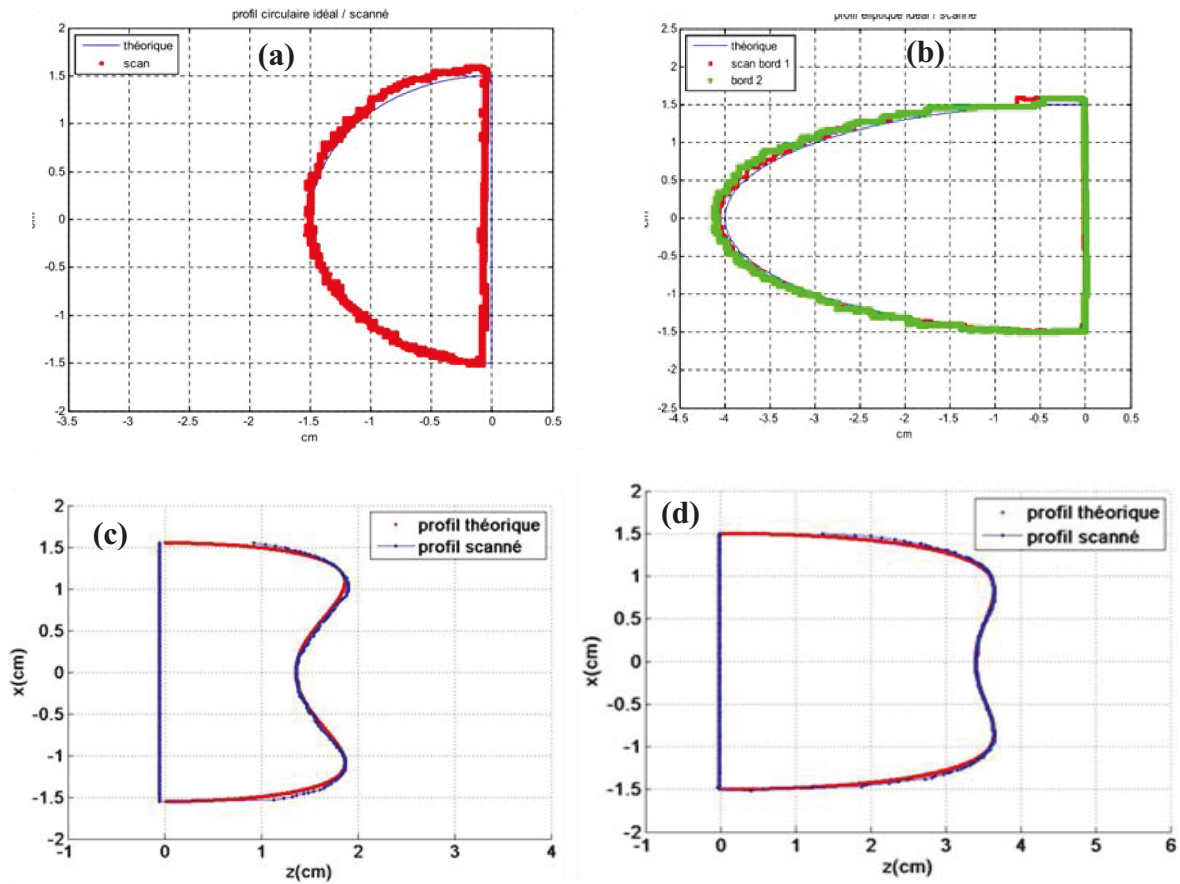 profil circulaire idéal / scanné
théorique
scan
(a)
2
1.5
1
0.5
0
-0.5
-1
-1.5
-2
-3.5 -3 -2.5 -2 -1.5 -1 -0.5 0 0.5
cm
profil eliptique idéal / scanné
théorique
scan bord 1
bord 2
(b)
2.5
2
1.5
1
0.5
0
-0.5
-1
-1.5
-2
-2.5
-4.5 -4 -3.5 -3 -2.5 -2 -1.5 -1 -0.5 0 0.5
cm
(c)
profil théorique
profil scanné
x(cm)
2
1.5
1
0.5
0
-0.5
-1
-1.5
-2
-1 0 1 2 3 4
z(cm)
(d)
profil théorique
profil scanné
x(cm)
2
1.5
1
0.5
0
-0.5
-1
-1.5
-2
-1 0 1 2 3 4 5 6
z(cm)